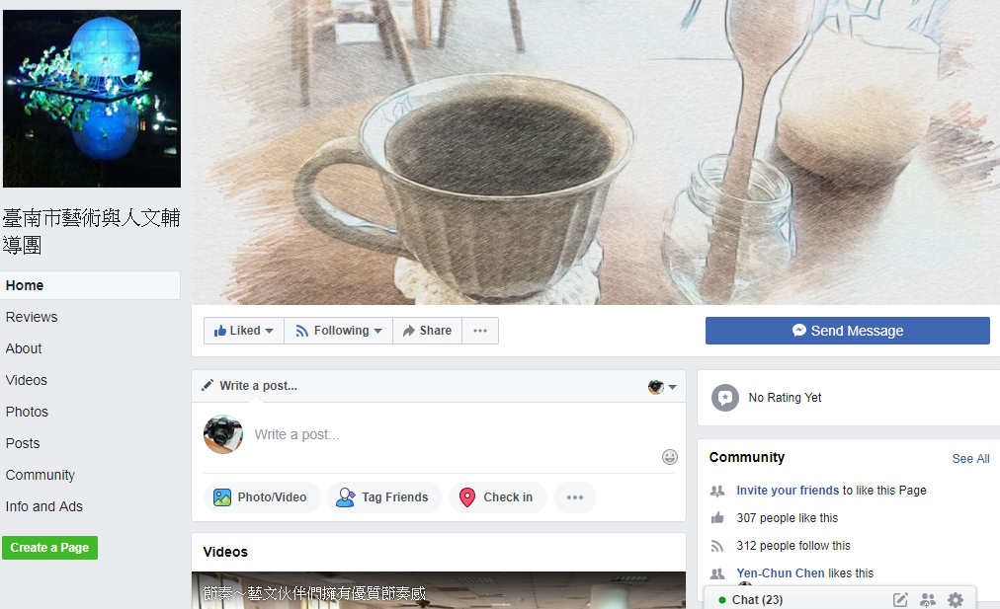 臺南市藝術與人文輔
導團
Home
Reviews
About
Videos
Photos
Posts
Community
Info and Ads
Create a Page
Liked
Following
Share
Send Message
Write a post...
Write a post...
Photo/Video
Tag Friends
Check in
Videos
節奏～藝文伙伴們擁有優質節奏感
No Rating Yet
Community
See All
Invite your friends to like this Page
307 people like this
312 people follow this
Yen-Chun Chen likes this
Chat (23)